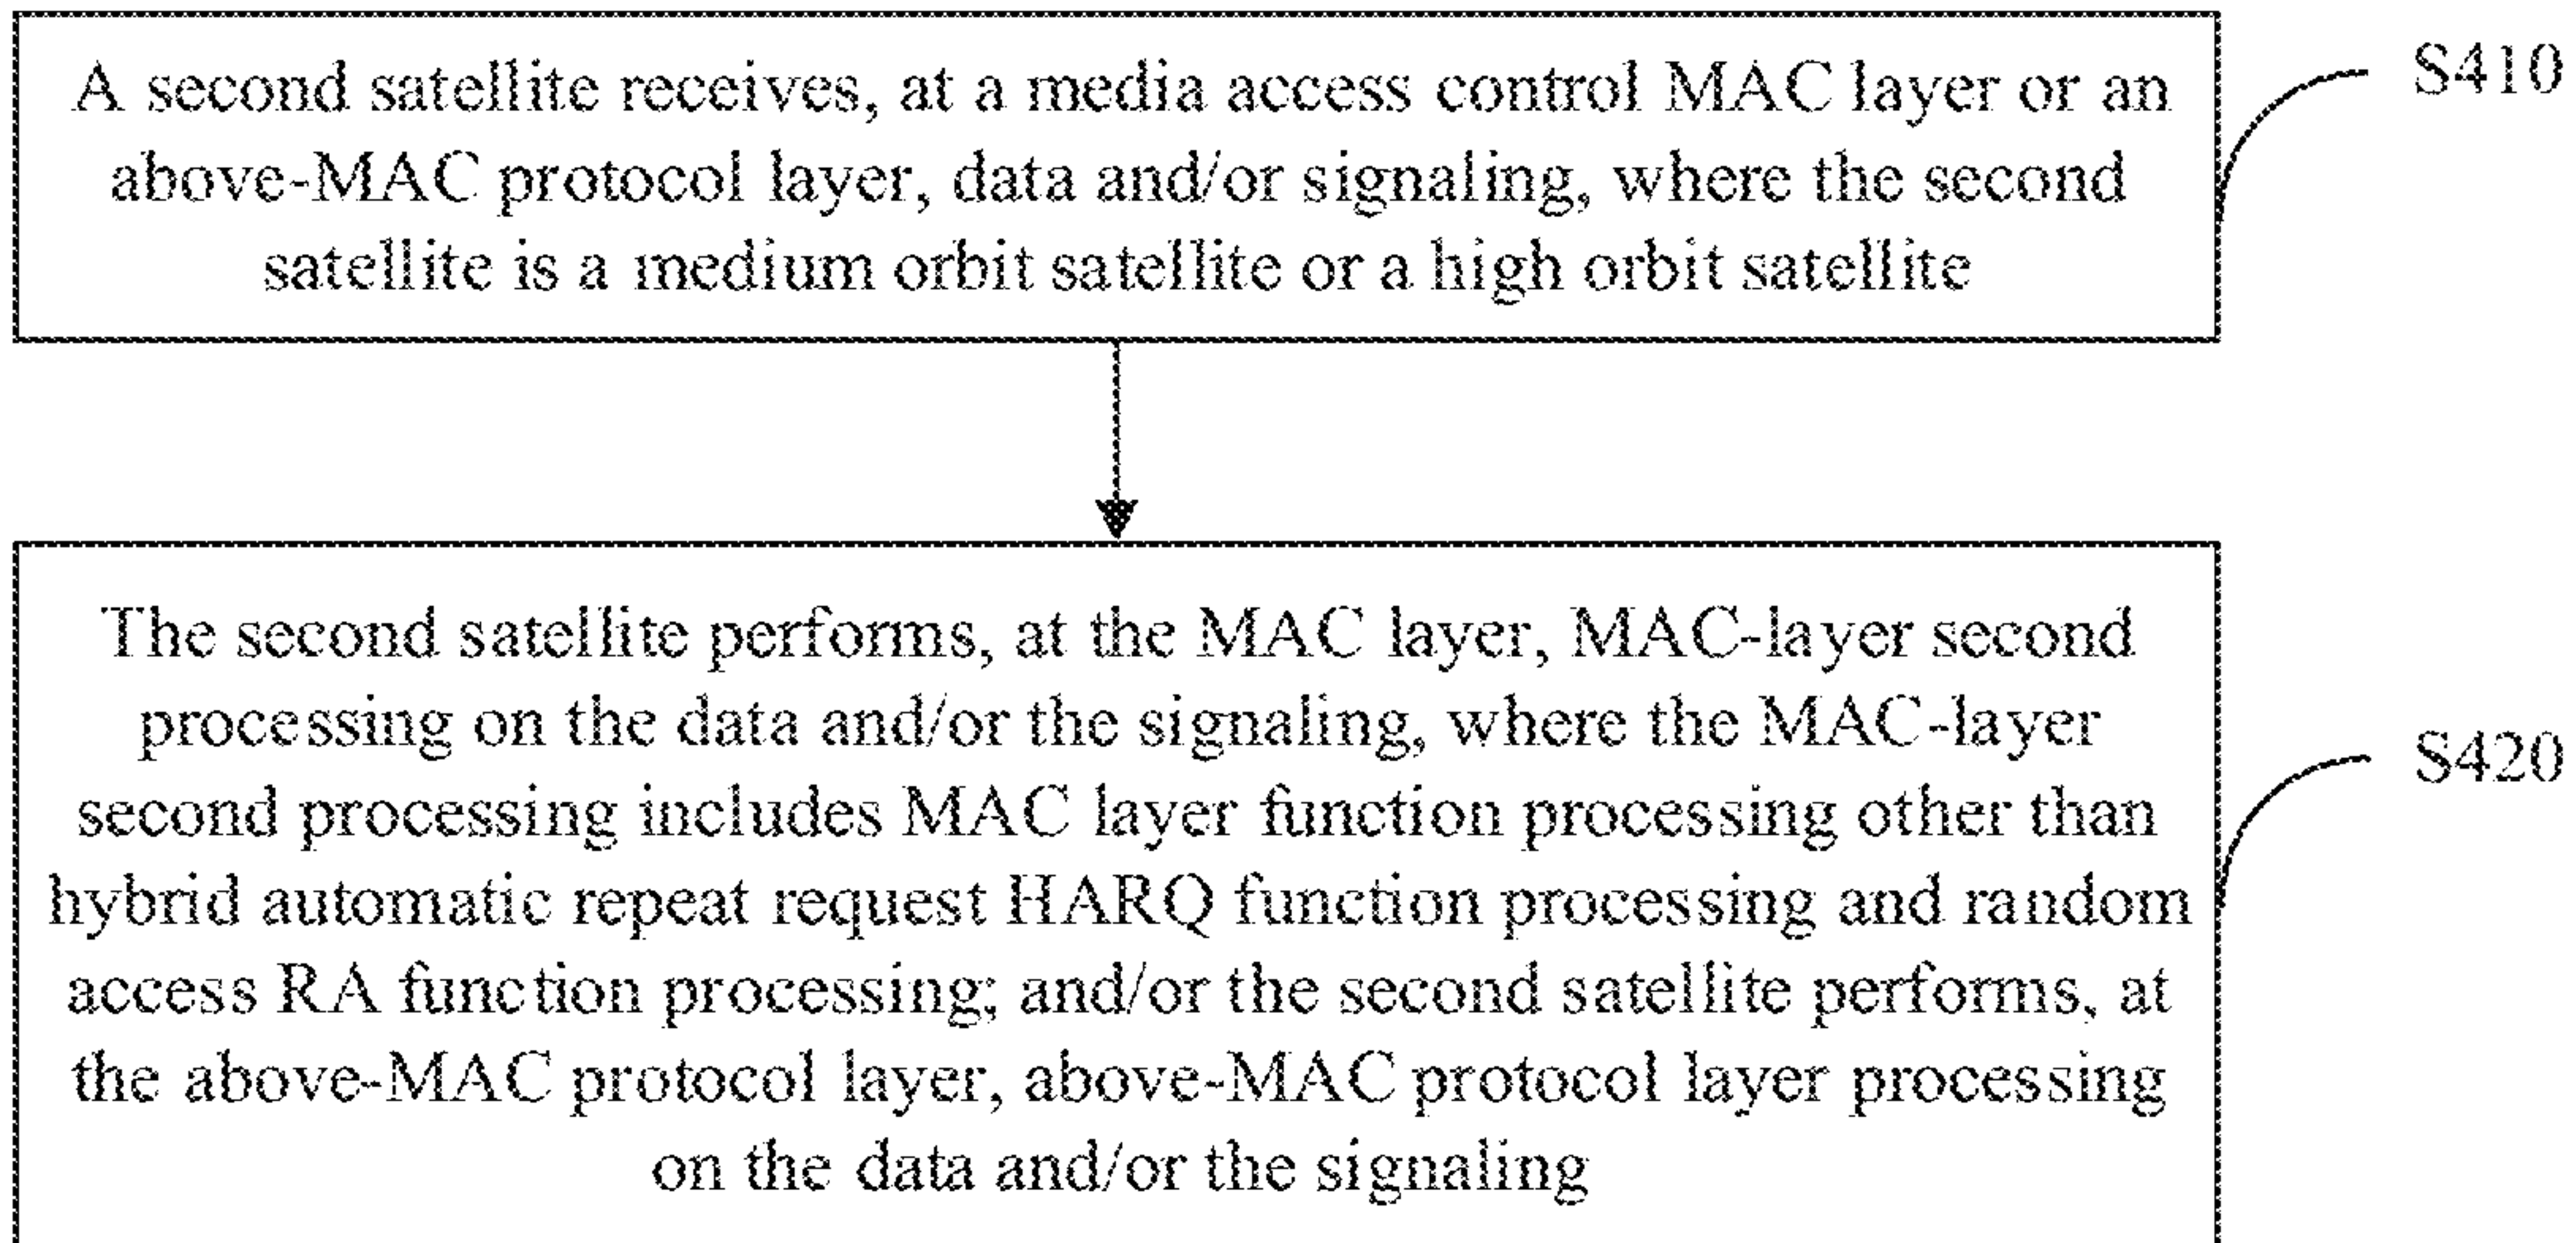 A second satellite receives, at a media access control MAC layer or an
above-MAC protocol layer, data and/or signaling, where the second
satellite is a medium orbit satellite or a high orbit satellite
S410
The second satellite performs, at the MAC layer, MAC-layer second
processing on the data and/or the signaling, where the MAC-layer
second processing includes MAC layer function processing other than
hybrid automatic repeat request HARQ function processing and random
access RA function processing; and/or the second satellite performs, at
the above-MAC protocol layer, above-MAC protocol layer processing
on the data and/or the signaling
S420